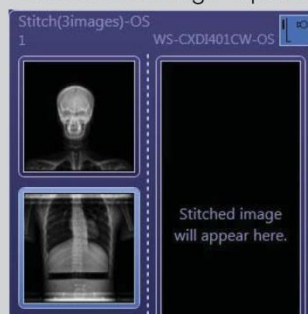 Stitch(3images)-OS
1
WS-CXDI401CW-OS
Stitched image
will appear here.